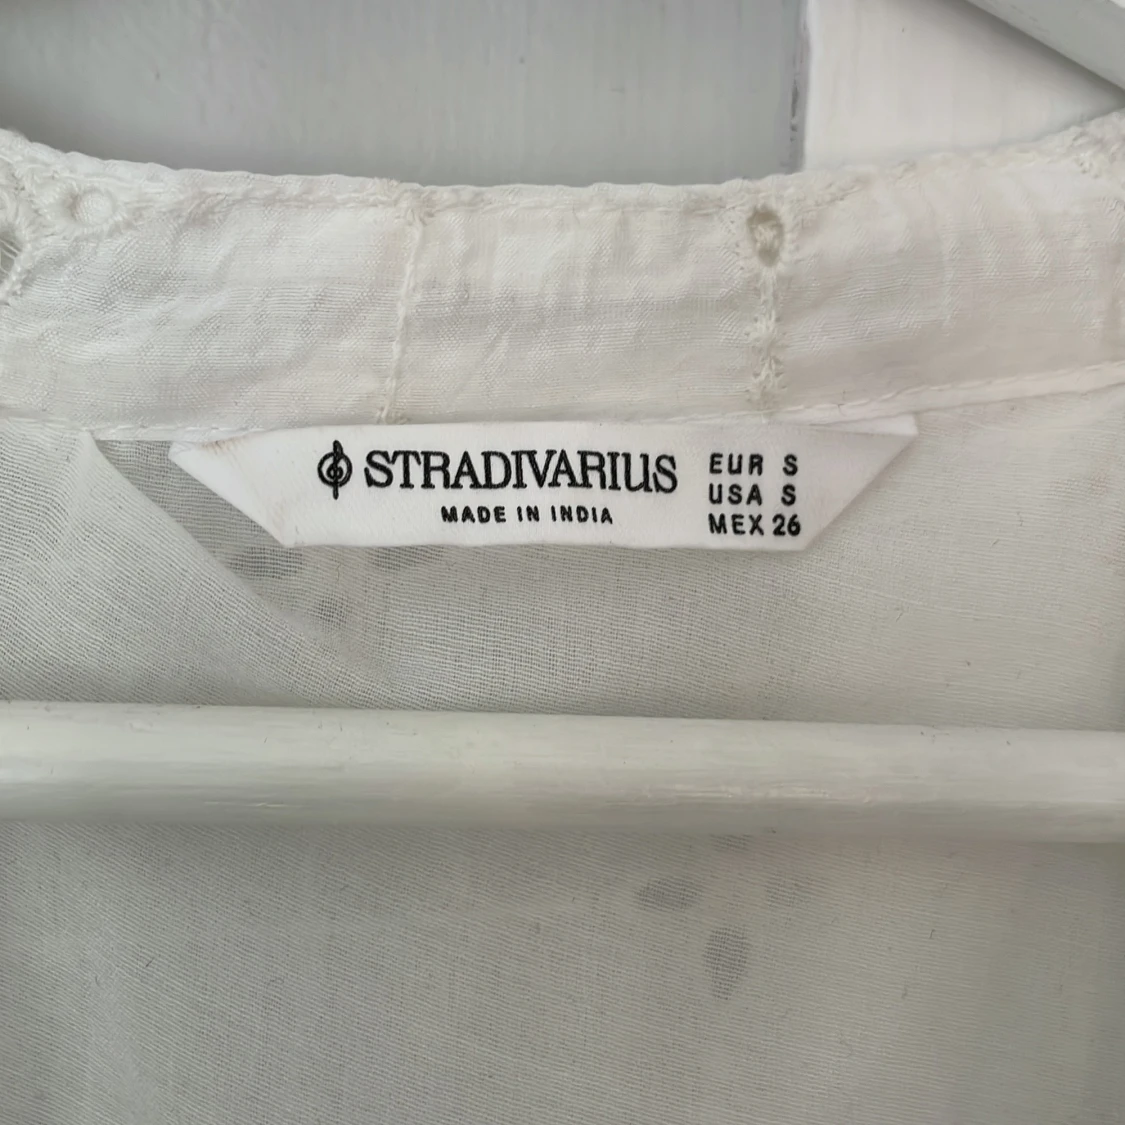 STRADIVARIUS
MADE IN INDIA
EUR S
USA S
MEX 26